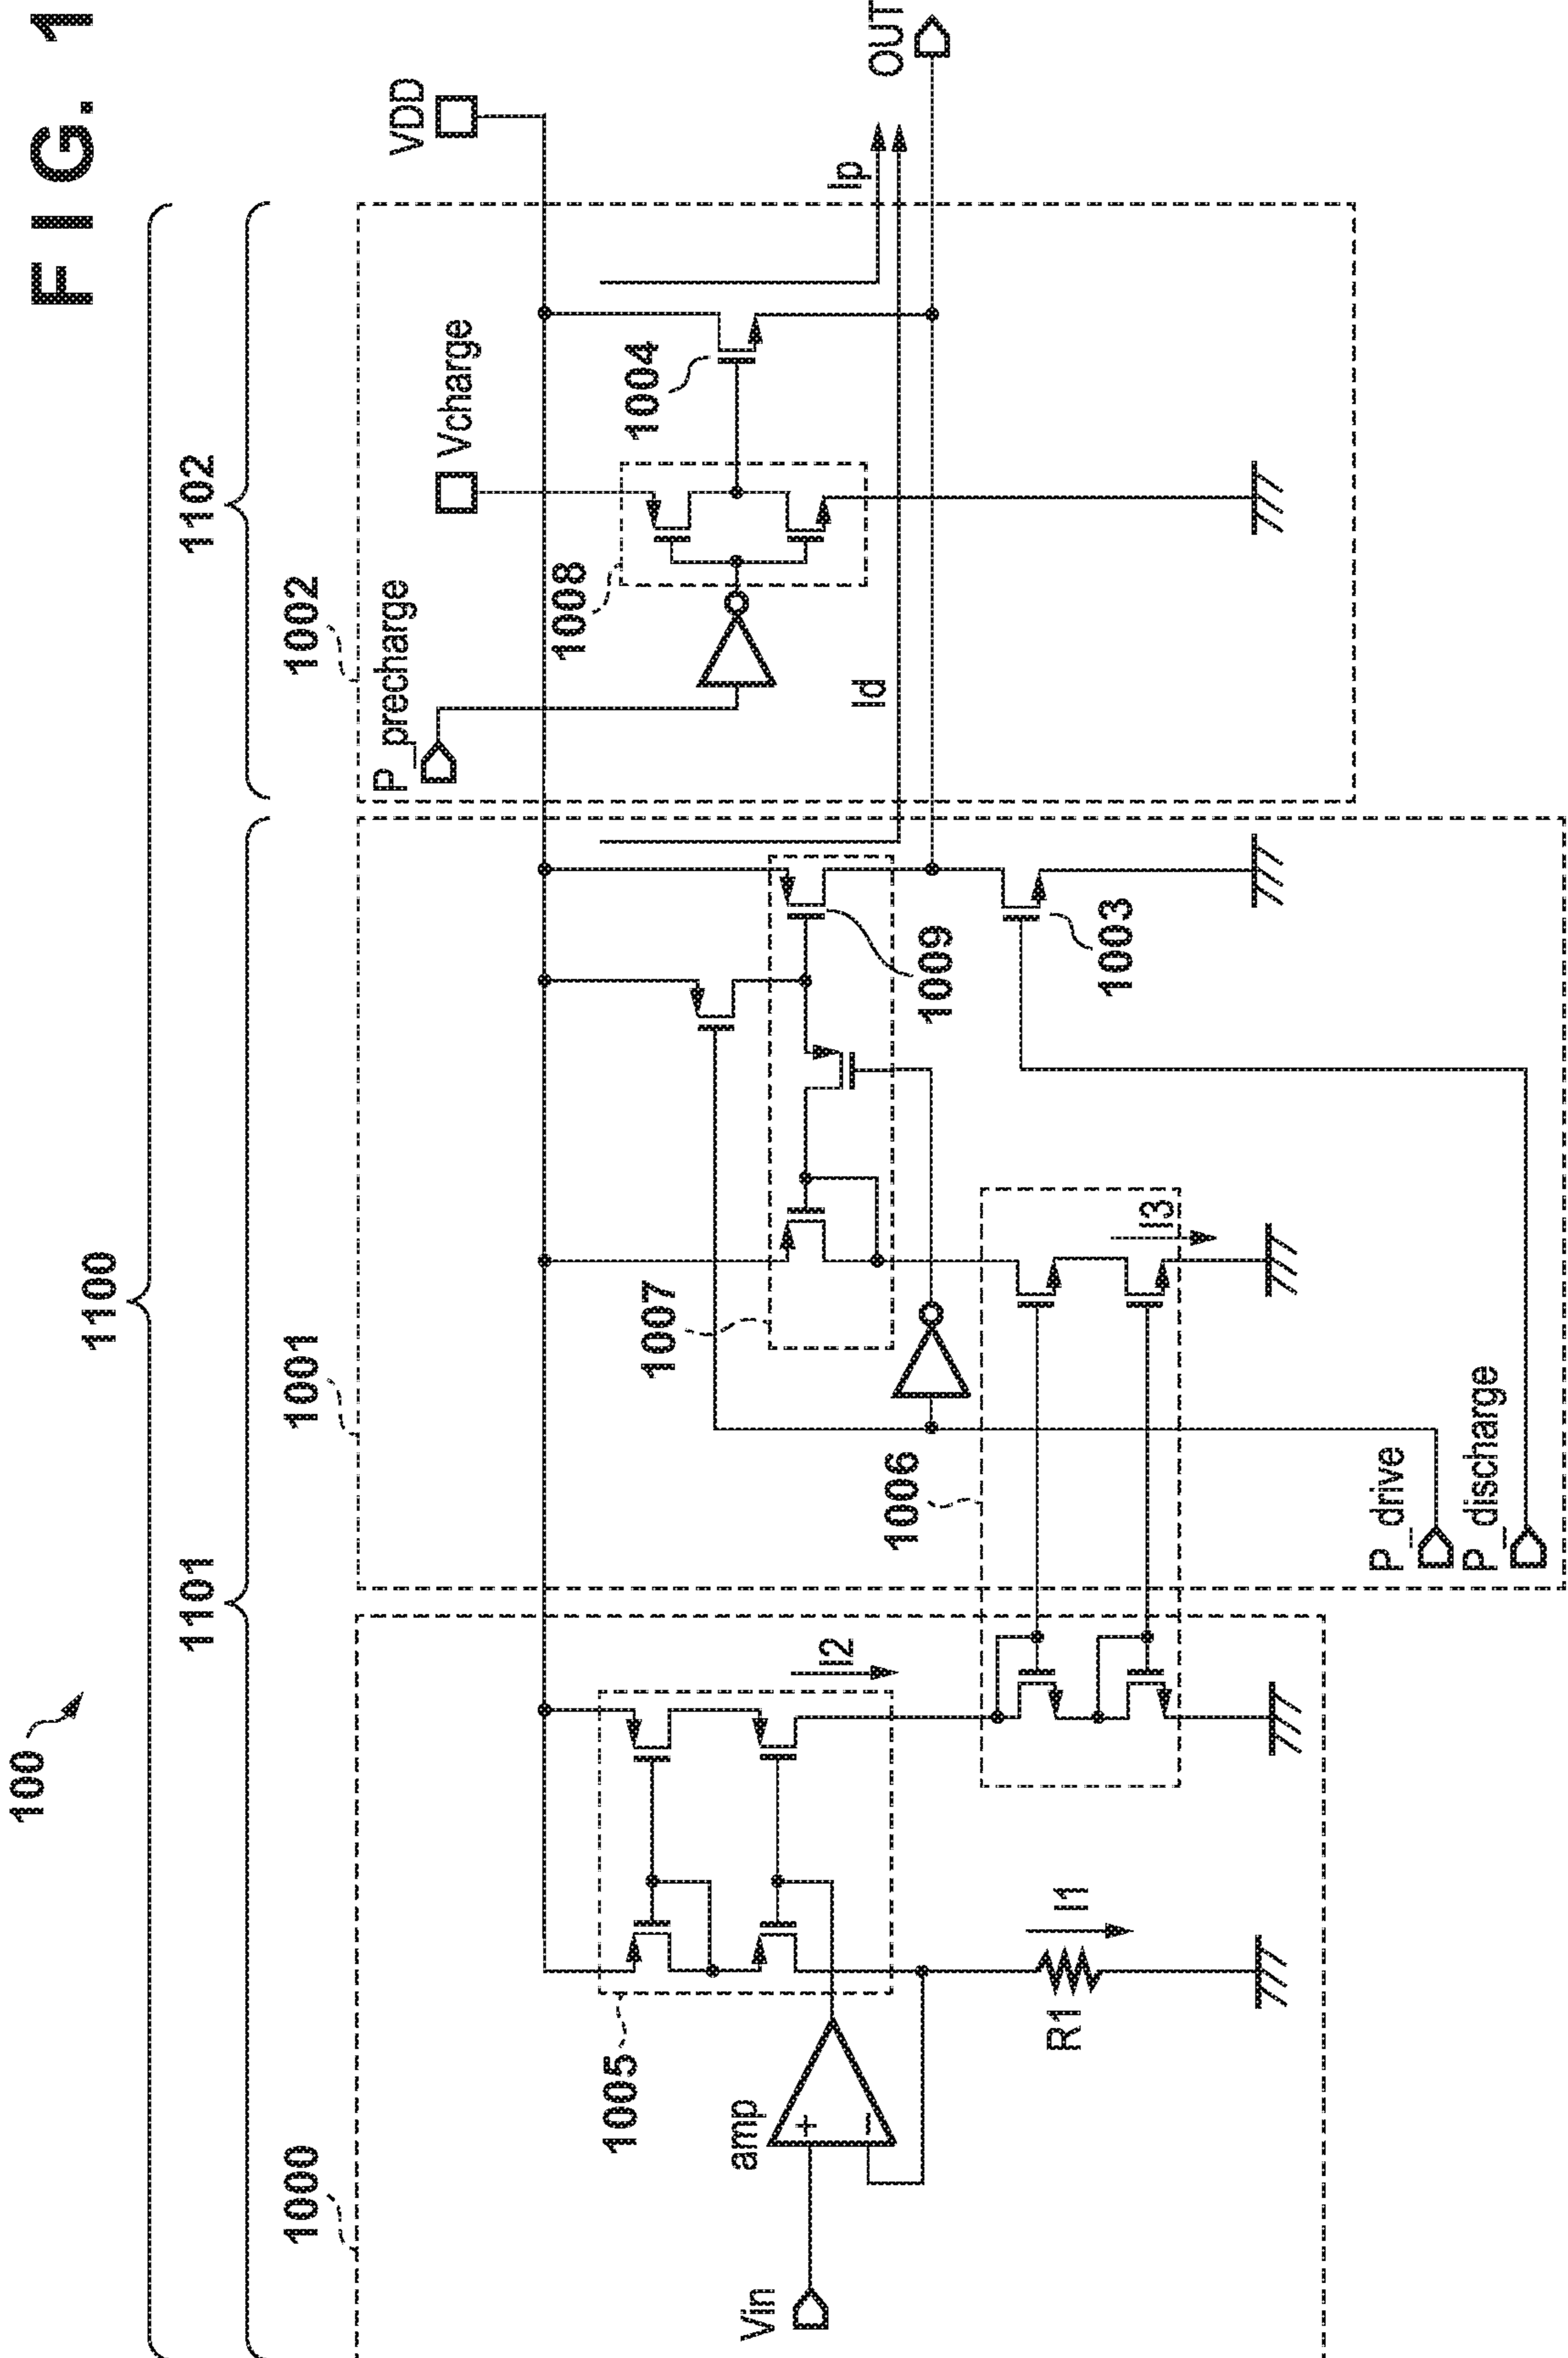 FIG. 1
100
1100
1101
1102
1000
1001
1002
VDD
Vcharge
P_precharge
1004
1008
Ip
OUT
Id
1005
I2
1007
1009
1003
amp
Vin
R1
I1
1006
I3
P_drive
P_discharge
+
−